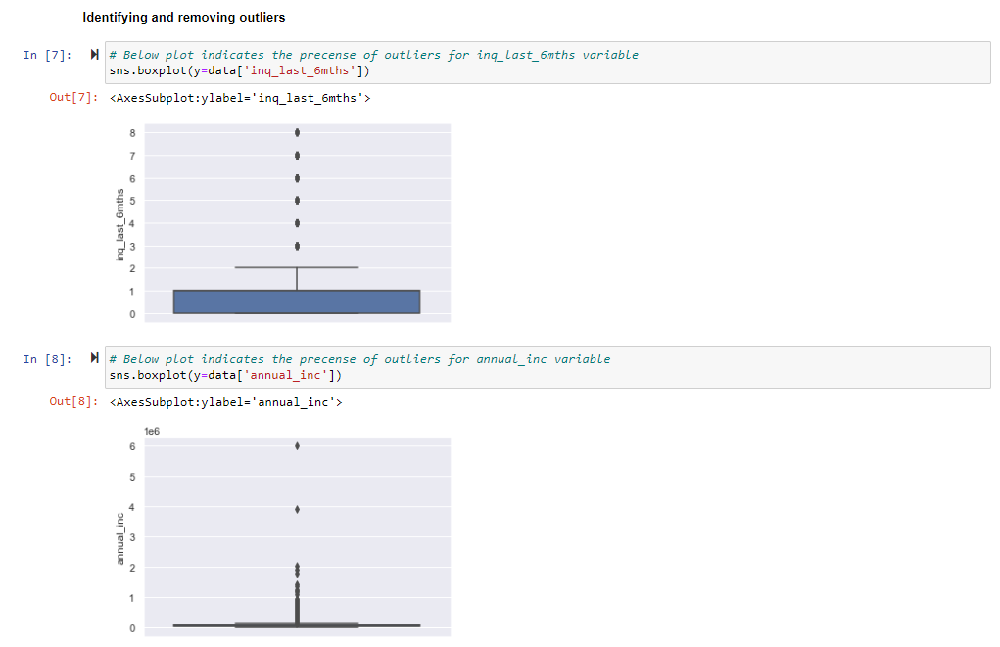 Identifying and removing outliers
In [7]:
# Below plot indicates the precense of outliers for inq_last_6mths variable
sns.boxplot(y=data['inq_last_6mths'])
Out[7]: <AxesSubplot:ylabel='inq_last_6mths'>
8
7
6
5
4
3
2
1
0
inq_last_6mths
In [8]:
# Below plot indicates the precense of outliers for annual_inc variable
sns.boxplot(y=data['annual_inc'])
Out[8]: <AxesSubplot:ylabel='annual_inc'>
1e6
6
5
4
3
2
1
0
annual_inc